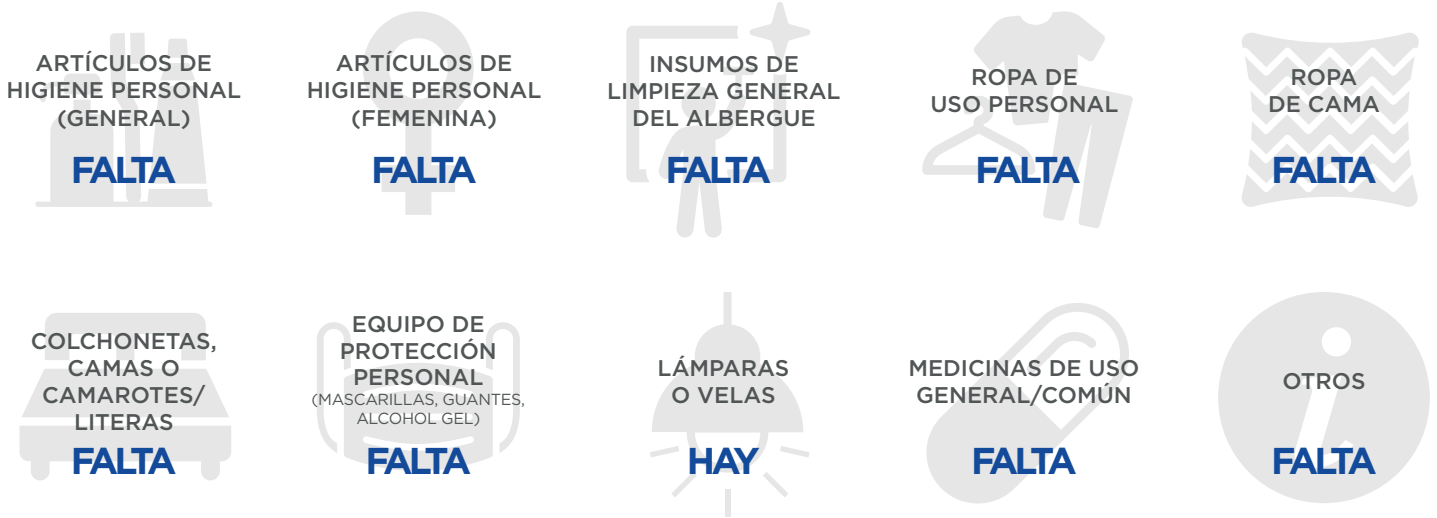 ARTÍCULOS DE
HIGIENE PERSONAL
(GENERAL)
FALTA
ARTÍCULOS DE
HIGIENE PERSONAL
(FEMENINA)
FALTA
INSUMOS DE
LIMPIEZA GENERAL
DEL ALBERGUE
FALTA
ROPA DE
USO PERSONAL
FALTA
ROPA
DE CAMA
FALTA
COLCHONETAS,
CAMAS O
CAMAROTES/
LITERAS
FALTA
EQUIPO DE
PROTECCIÓN
PERSONAL
(MASCARILLAS, GUANTES,
ALCOHOL GEL)
FALTA
LÁMPARAS
O VELAS
HAY
MEDICINAS DE USO
GENERAL/COMÚN
FALTA
OTROS
FALTA